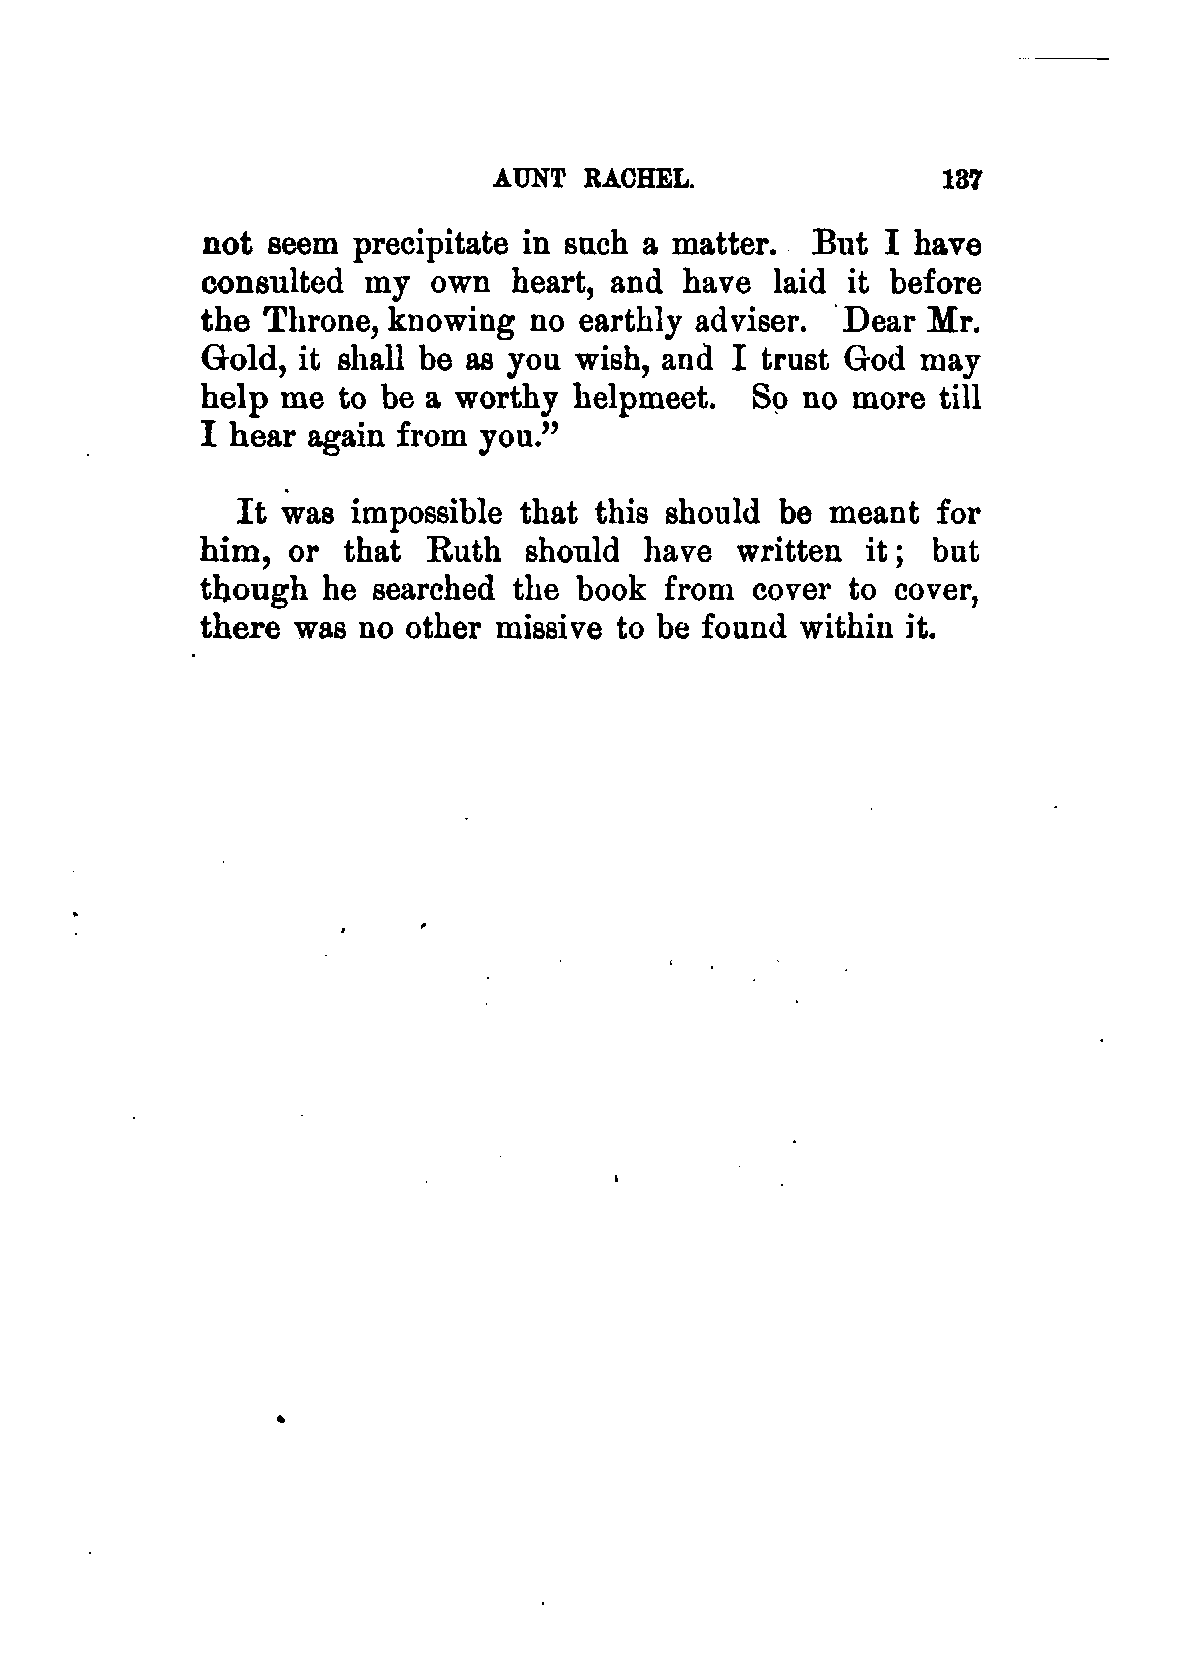 AUNT RACHEL. 137
not seem precipitate in such a matter. But I have
consulted my own heart, and have laid it before
the Throne, knowing no earthly adviser. Dear Mr.
Gold, it shall be as you wish, and I trust God may
help me to be a worthy helpmeet. So no more till
I hear again from you.”
It was impossible that this should be meant for
him, or that Ruth should have written it; but
though he searched the book from cover to cover,
there was no other missive to be found within it.